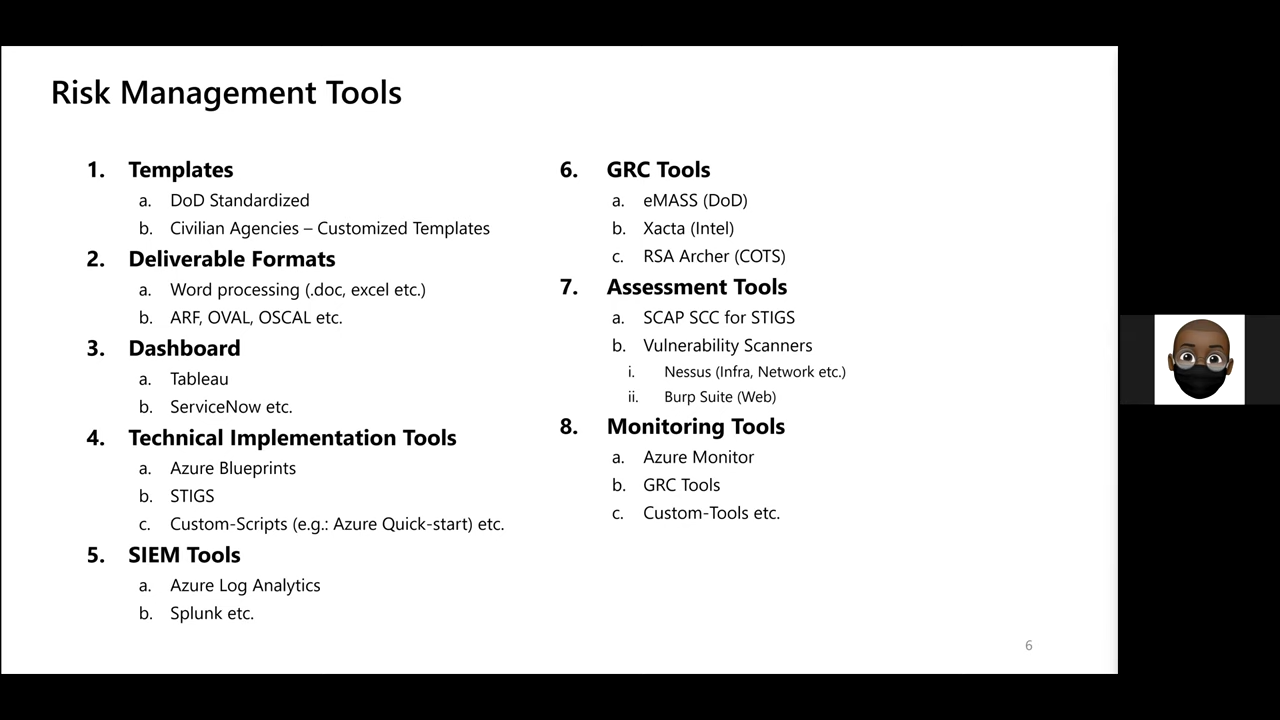 Risk Management Tools
1. Templates
a. DoD Standardized
b. Civilian Agencies – Customized Templates
2. Deliverable Formats
a. Word processing (.doc, excel etc.)
b. ARF, OVAL, OSCAL etc.
3. Dashboard
a. Tableau
b. ServiceNow etc.
4. Technical Implementation Tools
a. Azure Blueprints
b. STIGS
c. Custom-Scripts (e.g.: Azure Quick-start) etc.
5. SIEM Tools
a. Azure Log Analytics
b. Splunk etc.
6. GRC Tools
a. eMASS (DoD)
b. Xacta (Intel)
c. RSA Archer (COTS)
7. Assessment Tools
a. SCAP SCC for STIGS
b. Vulnerability Scanners
i. Nessus (Infra, Network etc.)
ii. Burp Suite (Web)
8. Monitoring Tools
a. Azure Monitor
b. GRC Tools
c. Custom-Tools etc.
6